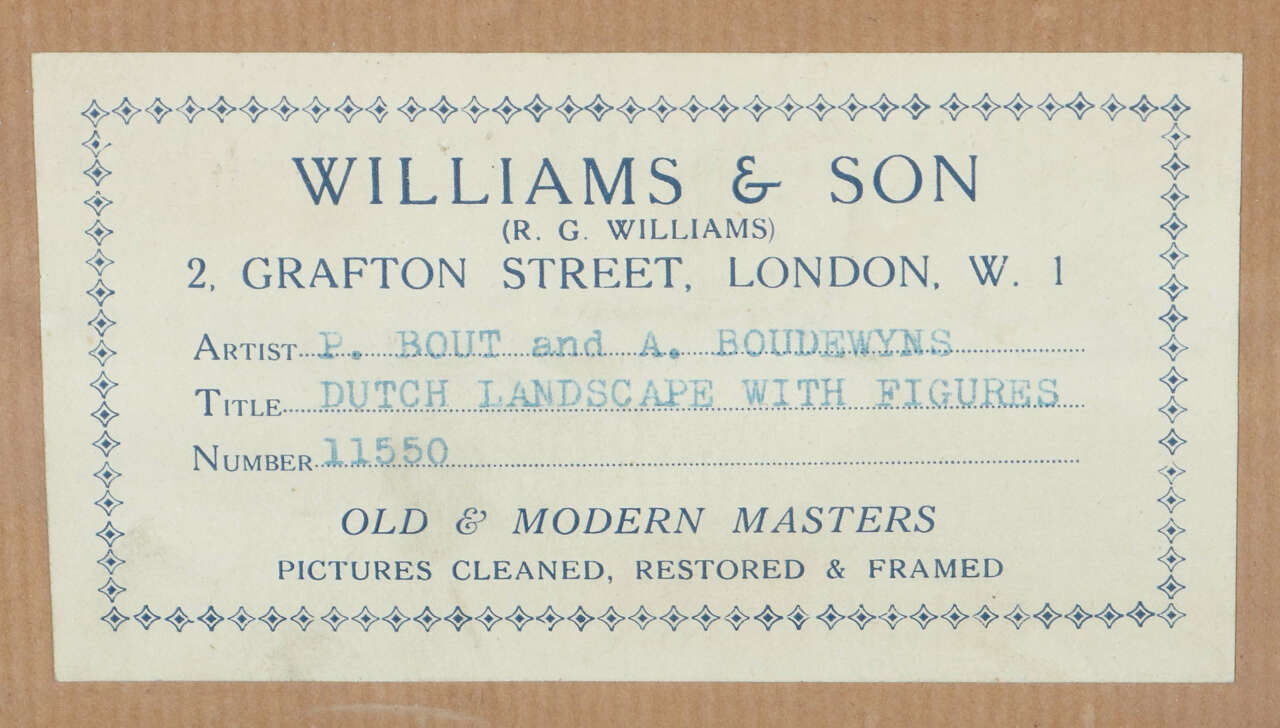 WILLIAMS & SON
(R. G. WILLIAMS)
2, GRAFTON STREET, LONDON, W. 1
ARTIST P. BOUT and A. BOUDEWYNS
TITLE DUTCH LANDSCAPE WITH FIGURES
NUMBER 11550
OLD & MODERN MASTERS
PICTURES CLEANED, RESTORED & FRAMED